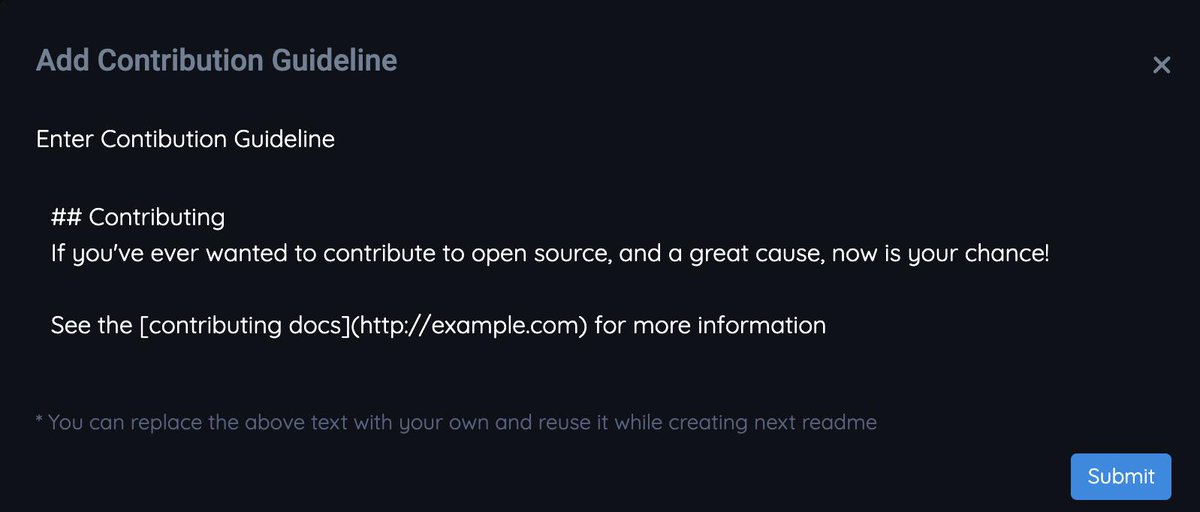 Add Contribution Guideline
Enter Contibution Guideline
## Contributing
If you've ever wanted to contribute to open source, and a great cause, now is your chance!
See the [contributing docs](http://example.com) for more information
* You can replace the above text with your own and reuse it while creating next readme
Submit